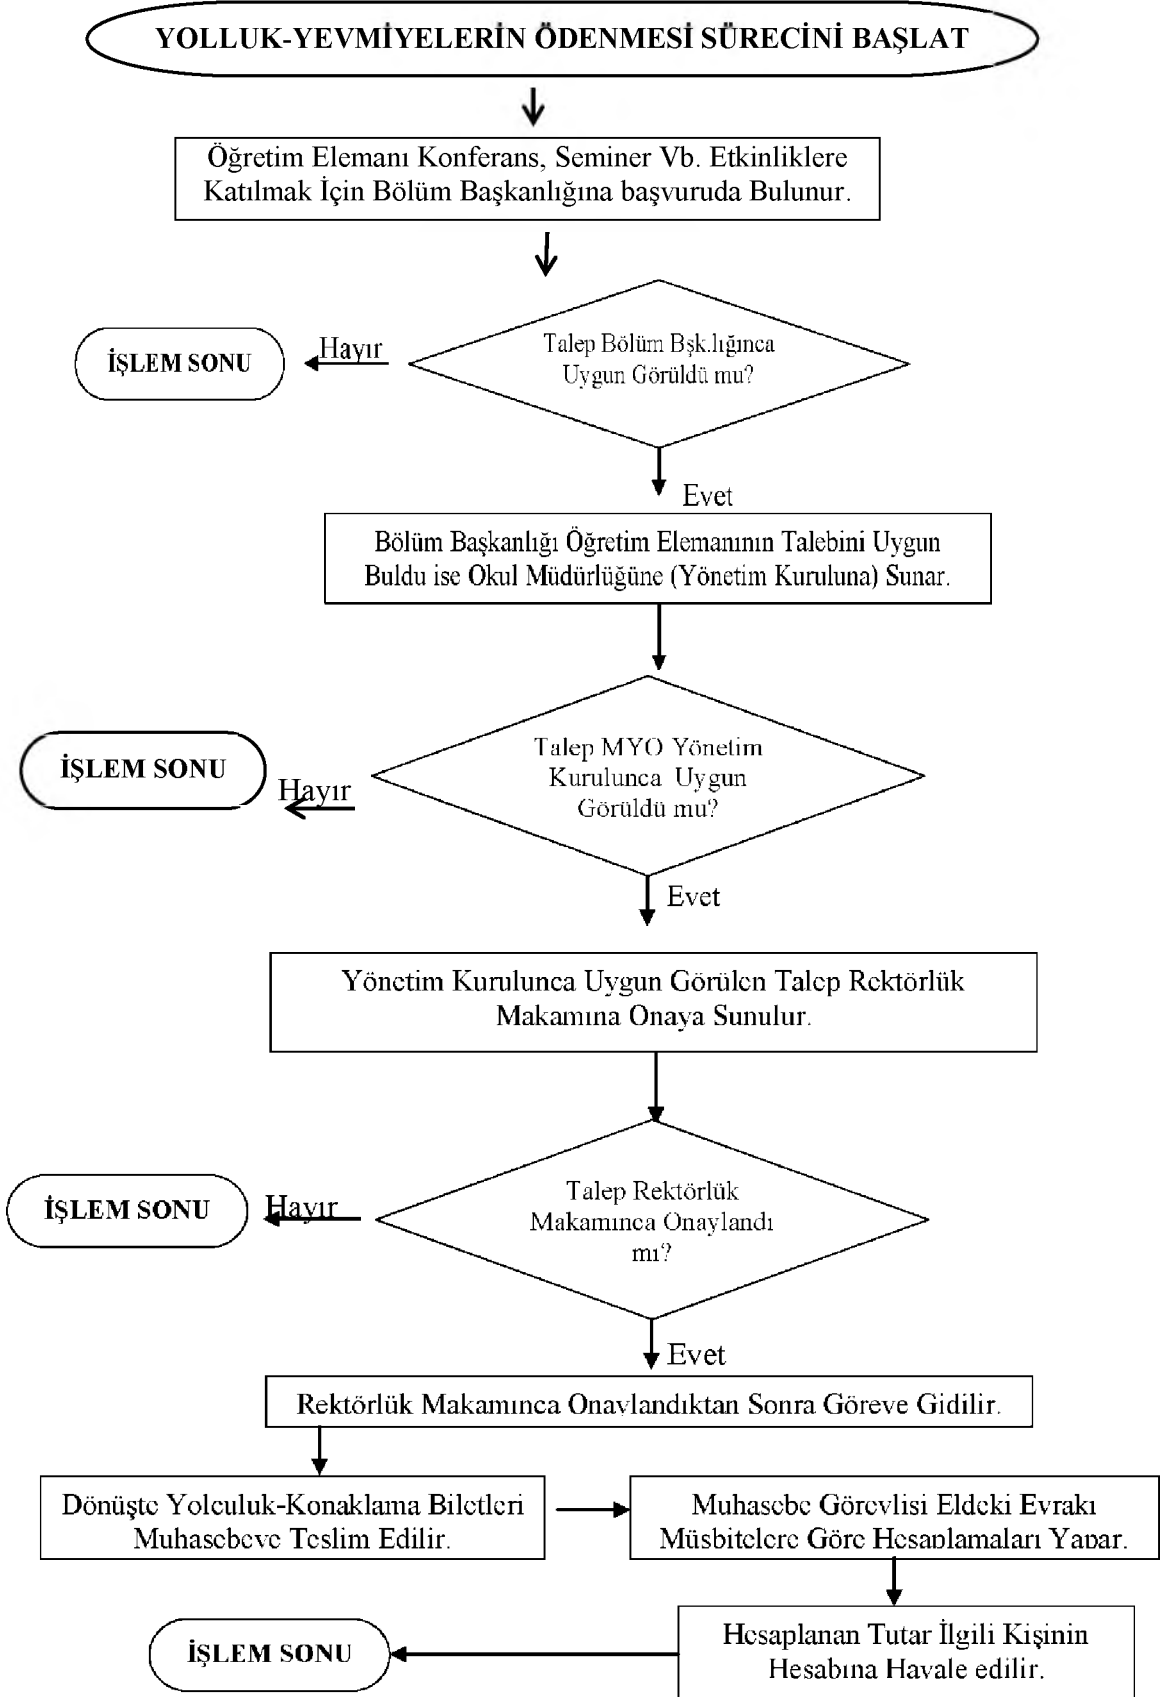 YOLLUK-YEVMİYELERİN ÖDENMESİ SÜRECİNİ BAŞLAT
Öğretim Elemanı Konferans, Seminer Vb. Etkinliklere
Katılmak İçin Bölüm Başkanlığına başvuruda Bulunur.
Talep Bölüm Bşk.lığınca
Uygun Görüldü mu?
Hayır
İŞLEM SONU
Evet
Bölüm Başkanlığı Öğretim Elemanının Talebini Uygun
Buldu ise Okul Müdürlüğüne (Yönetim Kuruluna) Sunar.
Talep MYO Yönetim
Kurulunca Uygun
Görüldü mu?
Hayır
İŞLEM SONU
Evet
Yönetim Kurulunca Uygun Görülen Talep Rektörlük
Makamına Onaya Sunulur.
Talep Rektörlük
Makamınca Onaylandı
mı?
Hayır
İŞLEM SONU
Evet
Rektörlük Makamınca Onaylandıktan Sonra Göreve Gidilir.
Dönüşte Yolculuk-Konaklama Biletleri
Muhasebeye Teslim Edilir.
Muhasebe Görevlisi Eldeki Evrakı
Müsbitelere Göre Hesaplamaları Yapar.
Hesaplanan Tutar İlgili Kişinin
Hesabına Havale edilir.
İŞLEM SONU